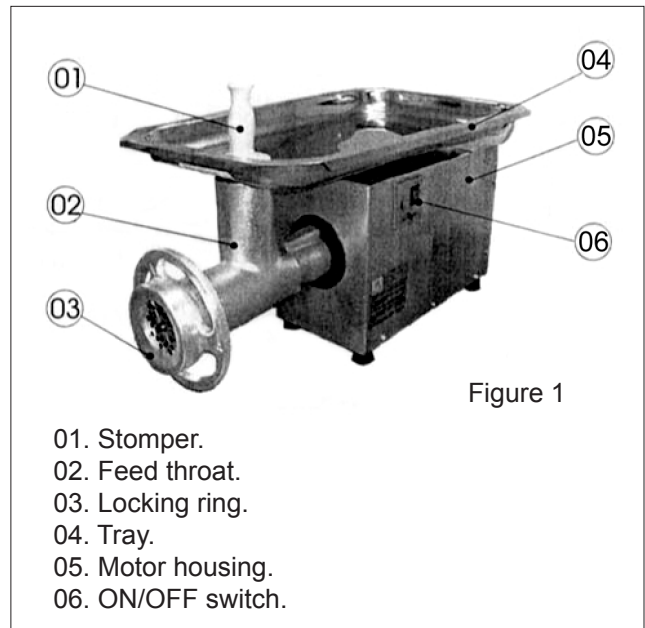 01
04
05
02
06
03
Figure 1
01. Stomper.
02. Feed throat.
03. Locking ring.
04. Tray.
05. Motor housing.
06. ON/OFF switch.